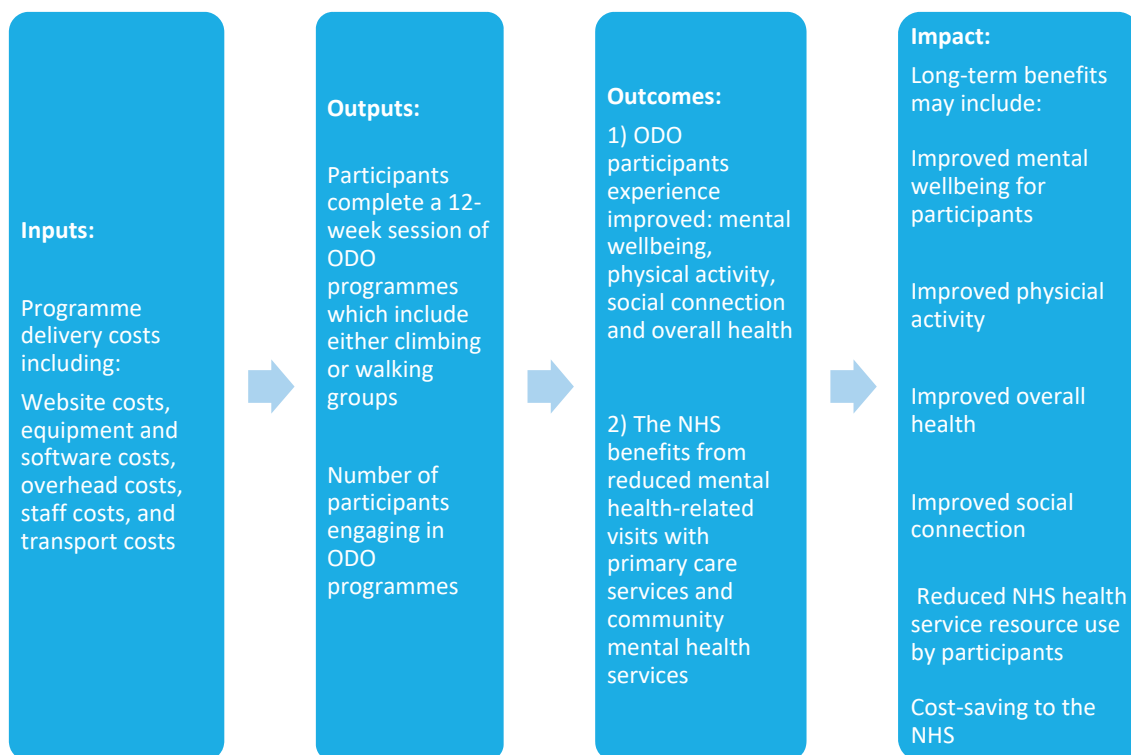 Inputs:
Programme
delivery costs
including:
Website costs,
equipment and
software costs,
overhead costs,
staff costs, and
transport costs
Outputs:
Participants
complete a 12-
week session of
ODO
programmes
which include
either climbing
or walking
groups
Number of
participants
engaging in
ODO
programmes
Outcomes:
1) ODO
participants
experience
improved: mental
wellbeing,
physical activity,
social connection
and overall health
2) The NHS
benefits from
reduced mental
health-related
visits with
primary care
services and
community
mental health
services
Impact:
Long-term benefits
may include:
Improved mental
wellbeing for
participants
Improved physicial
activity
Improved overall
health
Improved social
connection
Reduced NHS health
service resource use
by participants
Cost-saving to the
NHS